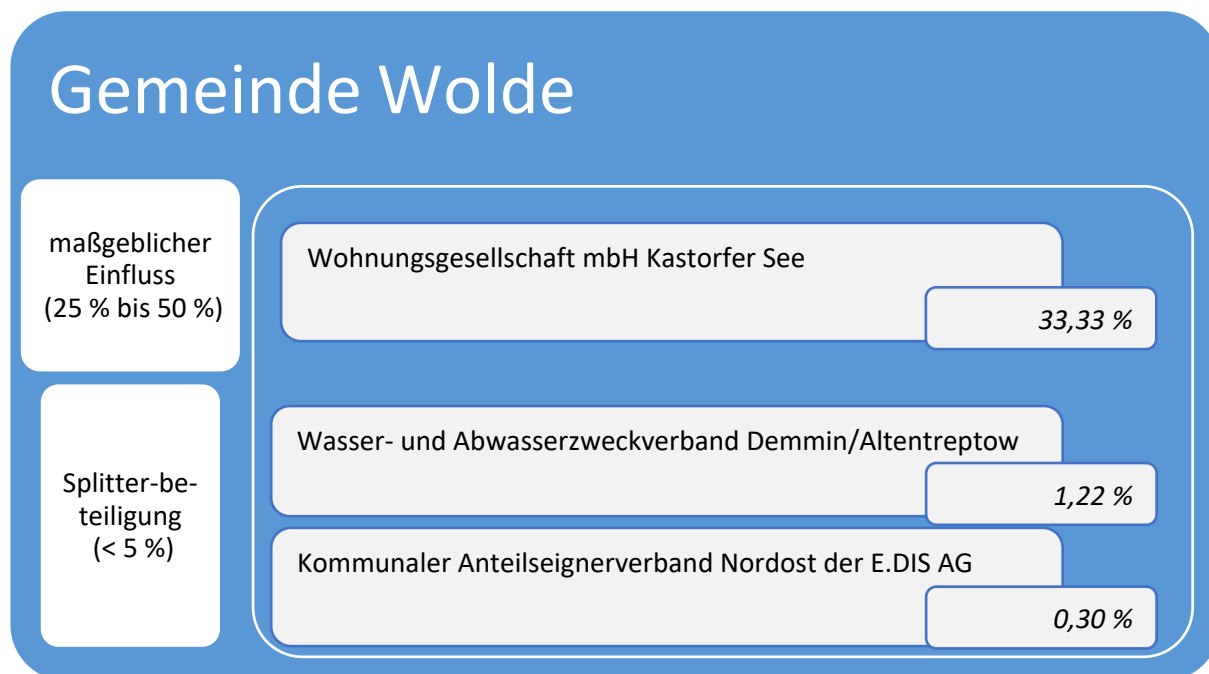 Gemeinde Wolde
maßgeblicher
Einfluss
(25 % bis 50 %)
Wohnungsgesellschaft mbH Kastorfer See
33,33 %
Splitter-be-
teiligung
(< 5 %)
Wasser- und Abwasserzweckverband Demmin/Altentreptow
1,22 %
Kommunaler Anteilseignerverband Nordost der E.DIS AG
0,30 %